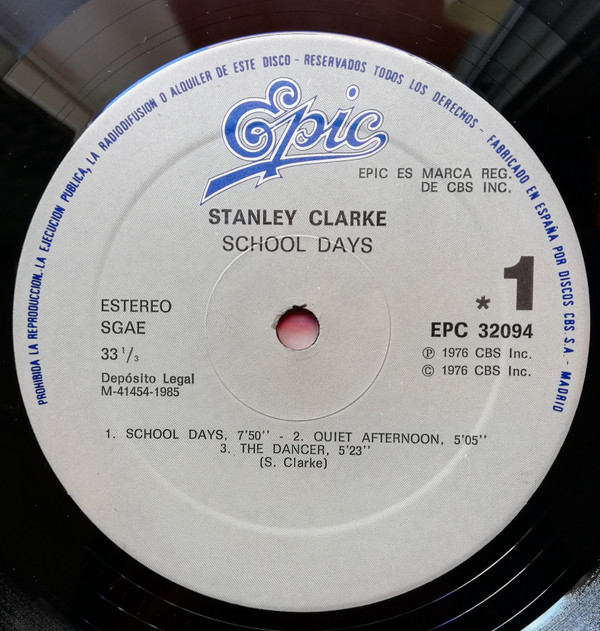 PROHIBIDA LA REPRODUCCION. LA EJECUCION PUBLICA, LA RADIODIFUSION O ALQUILER DE ESTE DISCO - RESERVADOS TODOS LOS DERECHOS - FABRICADO EN ESPAÑA POR DISCOS CBS S.A. - MADRID
Epic
EPIC ES MARCA REG.
DE CBS INC.
STANLEY CLARKE
SCHOOL DAYS
* 1
ESTEREO
SGAE
33 1/3
Depósito Legal
M-41454-1985
EPC 32094
Ⓟ 1976 CBS Inc.
© 1976 CBS Inc.
1. SCHOOL DAYS, 7'50'' - 2. QUIET AFTERNOON, 5'05''
3. THE DANCER, 5'23''
(S. Clarke)